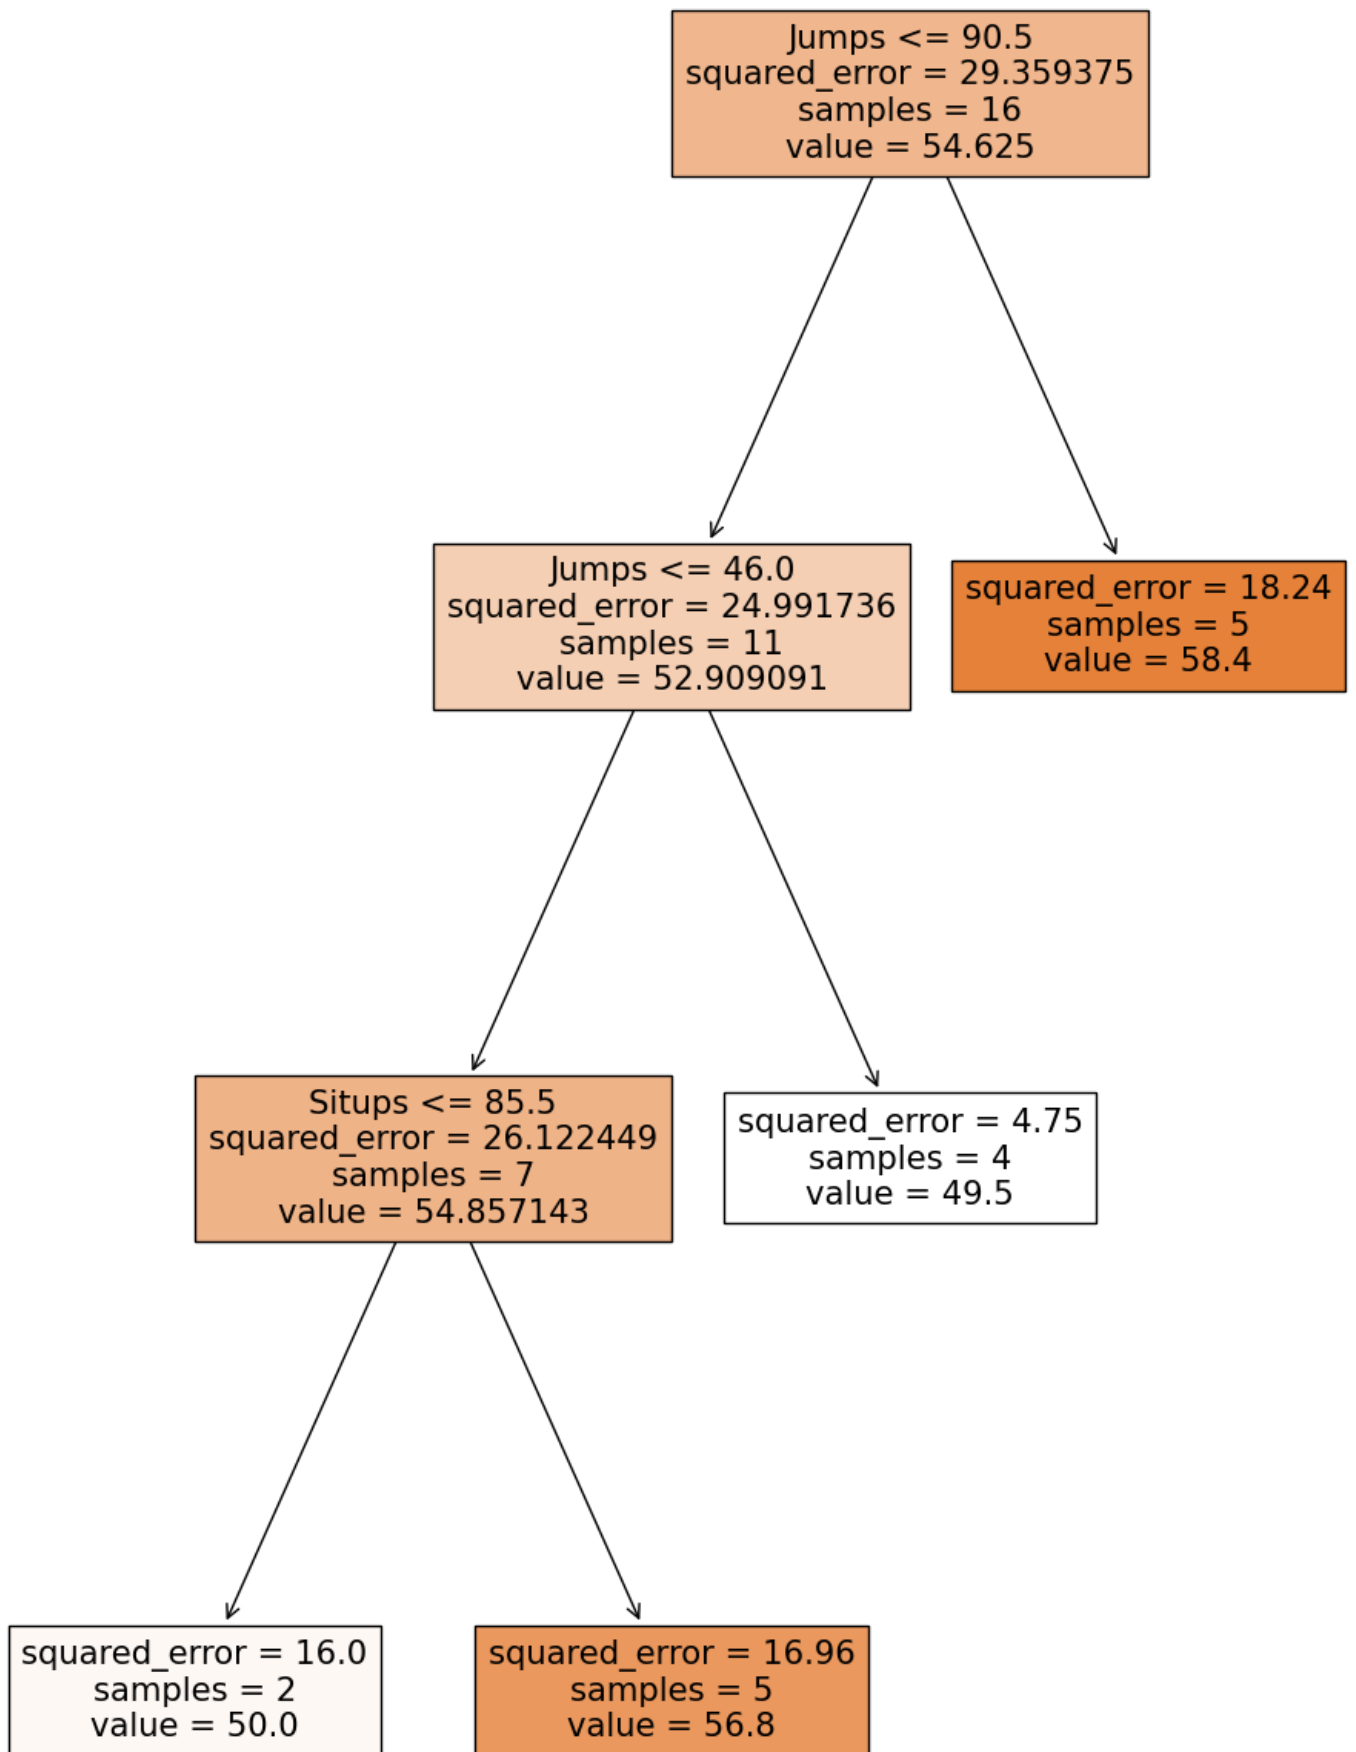 Jumps <= 90.5
squared_error = 29.359375
samples = 16
value = 54.625
Jumps <= 46.0
squared_error = 24.991736
samples = 11
value = 52.909091
squared_error = 18.24
samples = 5
value = 58.4
Situps <= 85.5
squared_error = 26.122449
samples = 7
value = 54.857143
squared_error = 4.75
samples = 4
value = 49.5
squared_error = 16.0
samples = 2
value = 50.0
squared_error = 16.96
samples = 5
value = 56.8